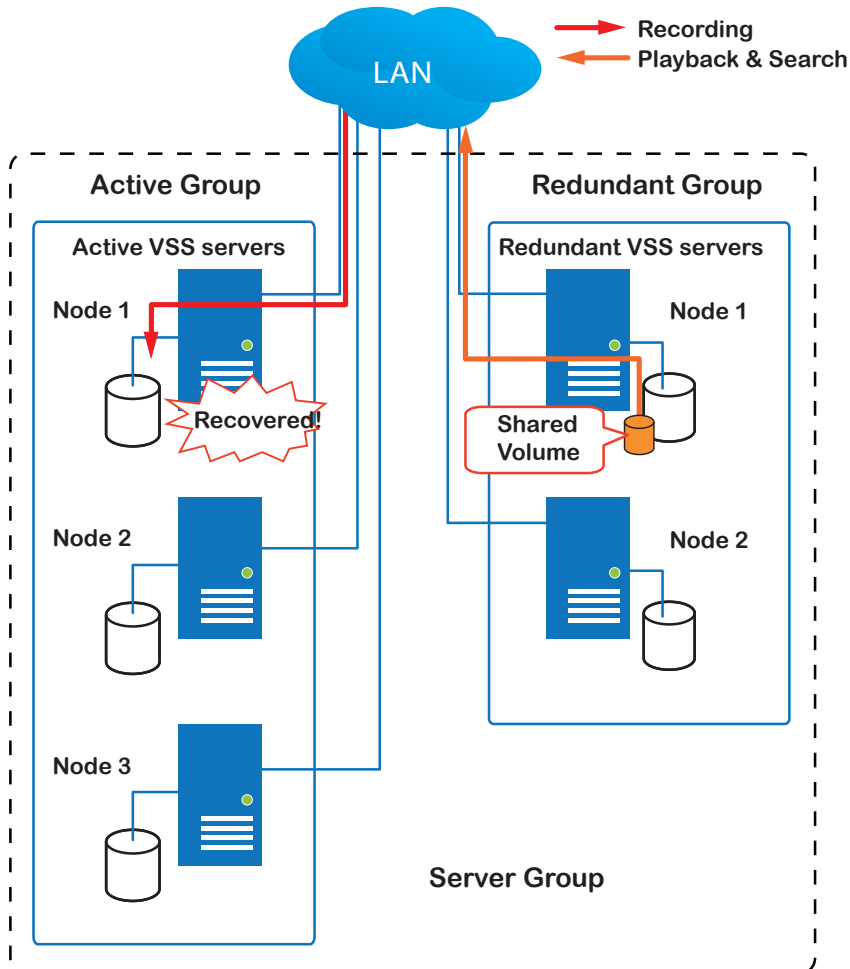 Recording
Playback & Search
LAN
Active Group
Redundant Group
Active VSS servers
Redundant VSS servers
Node 1
Node 1
Recovered!
Shared
Volume
Node 2
Node 2
Node 3
Server Group